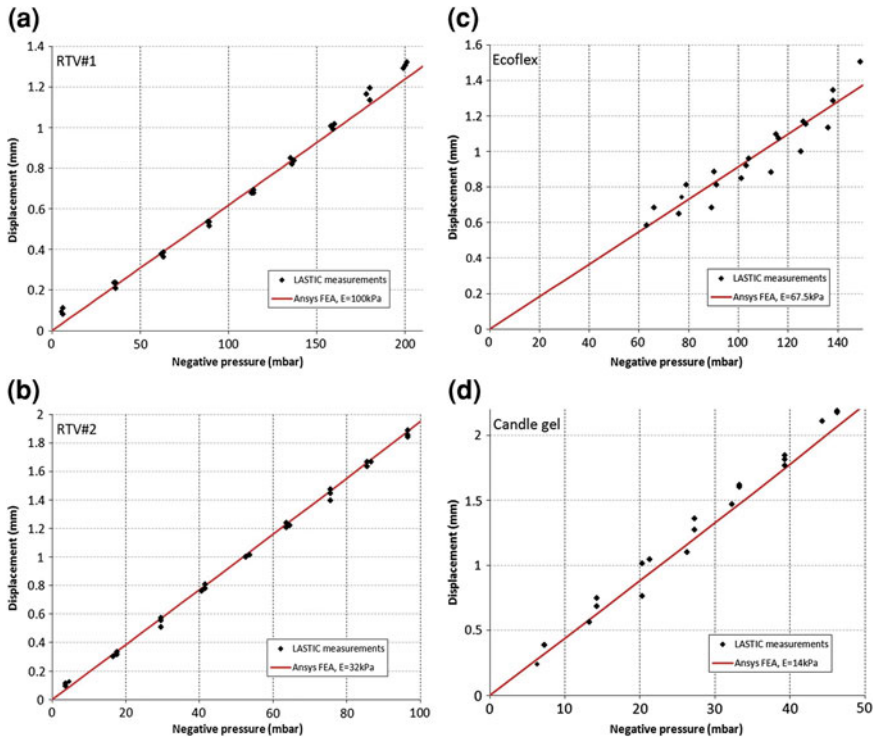 (a)
RTV#1
1.4
1.2
1
0.8
0.6
0.4
0.2
0
Displacement (mm)
LASTIC measurements
Ansys FEA, E=100kPa
0 50 100 150 200
Negative pressure (mbar)
(b)
RTV#2
2
1.8
1.6
1.4
1.2
1
0.8
0.6
0.4
0.2
0
Displacement (mm)
LASTIC measurements
Ansys FEA, E=32kPa
0 20 40 60 80 100
Negative pressure (mbar)
(c)
Ecoflex
1.6
1.4
1.2
1
0.8
0.6
0.4
0.2
0
Displacement (mm)
LASTIC measurements
Ansys FEA, E=67.5kPa
0 20 40 60 80 100 120 140
Negative pressure (mbar)
(d)
Candle gel
2
1.5
1
0.5
0
Displacement (mm)
LASTIC measurements
Ansys FEA, E=14kPa
0 10 20 30 40 50
Negative pressure (mbar)